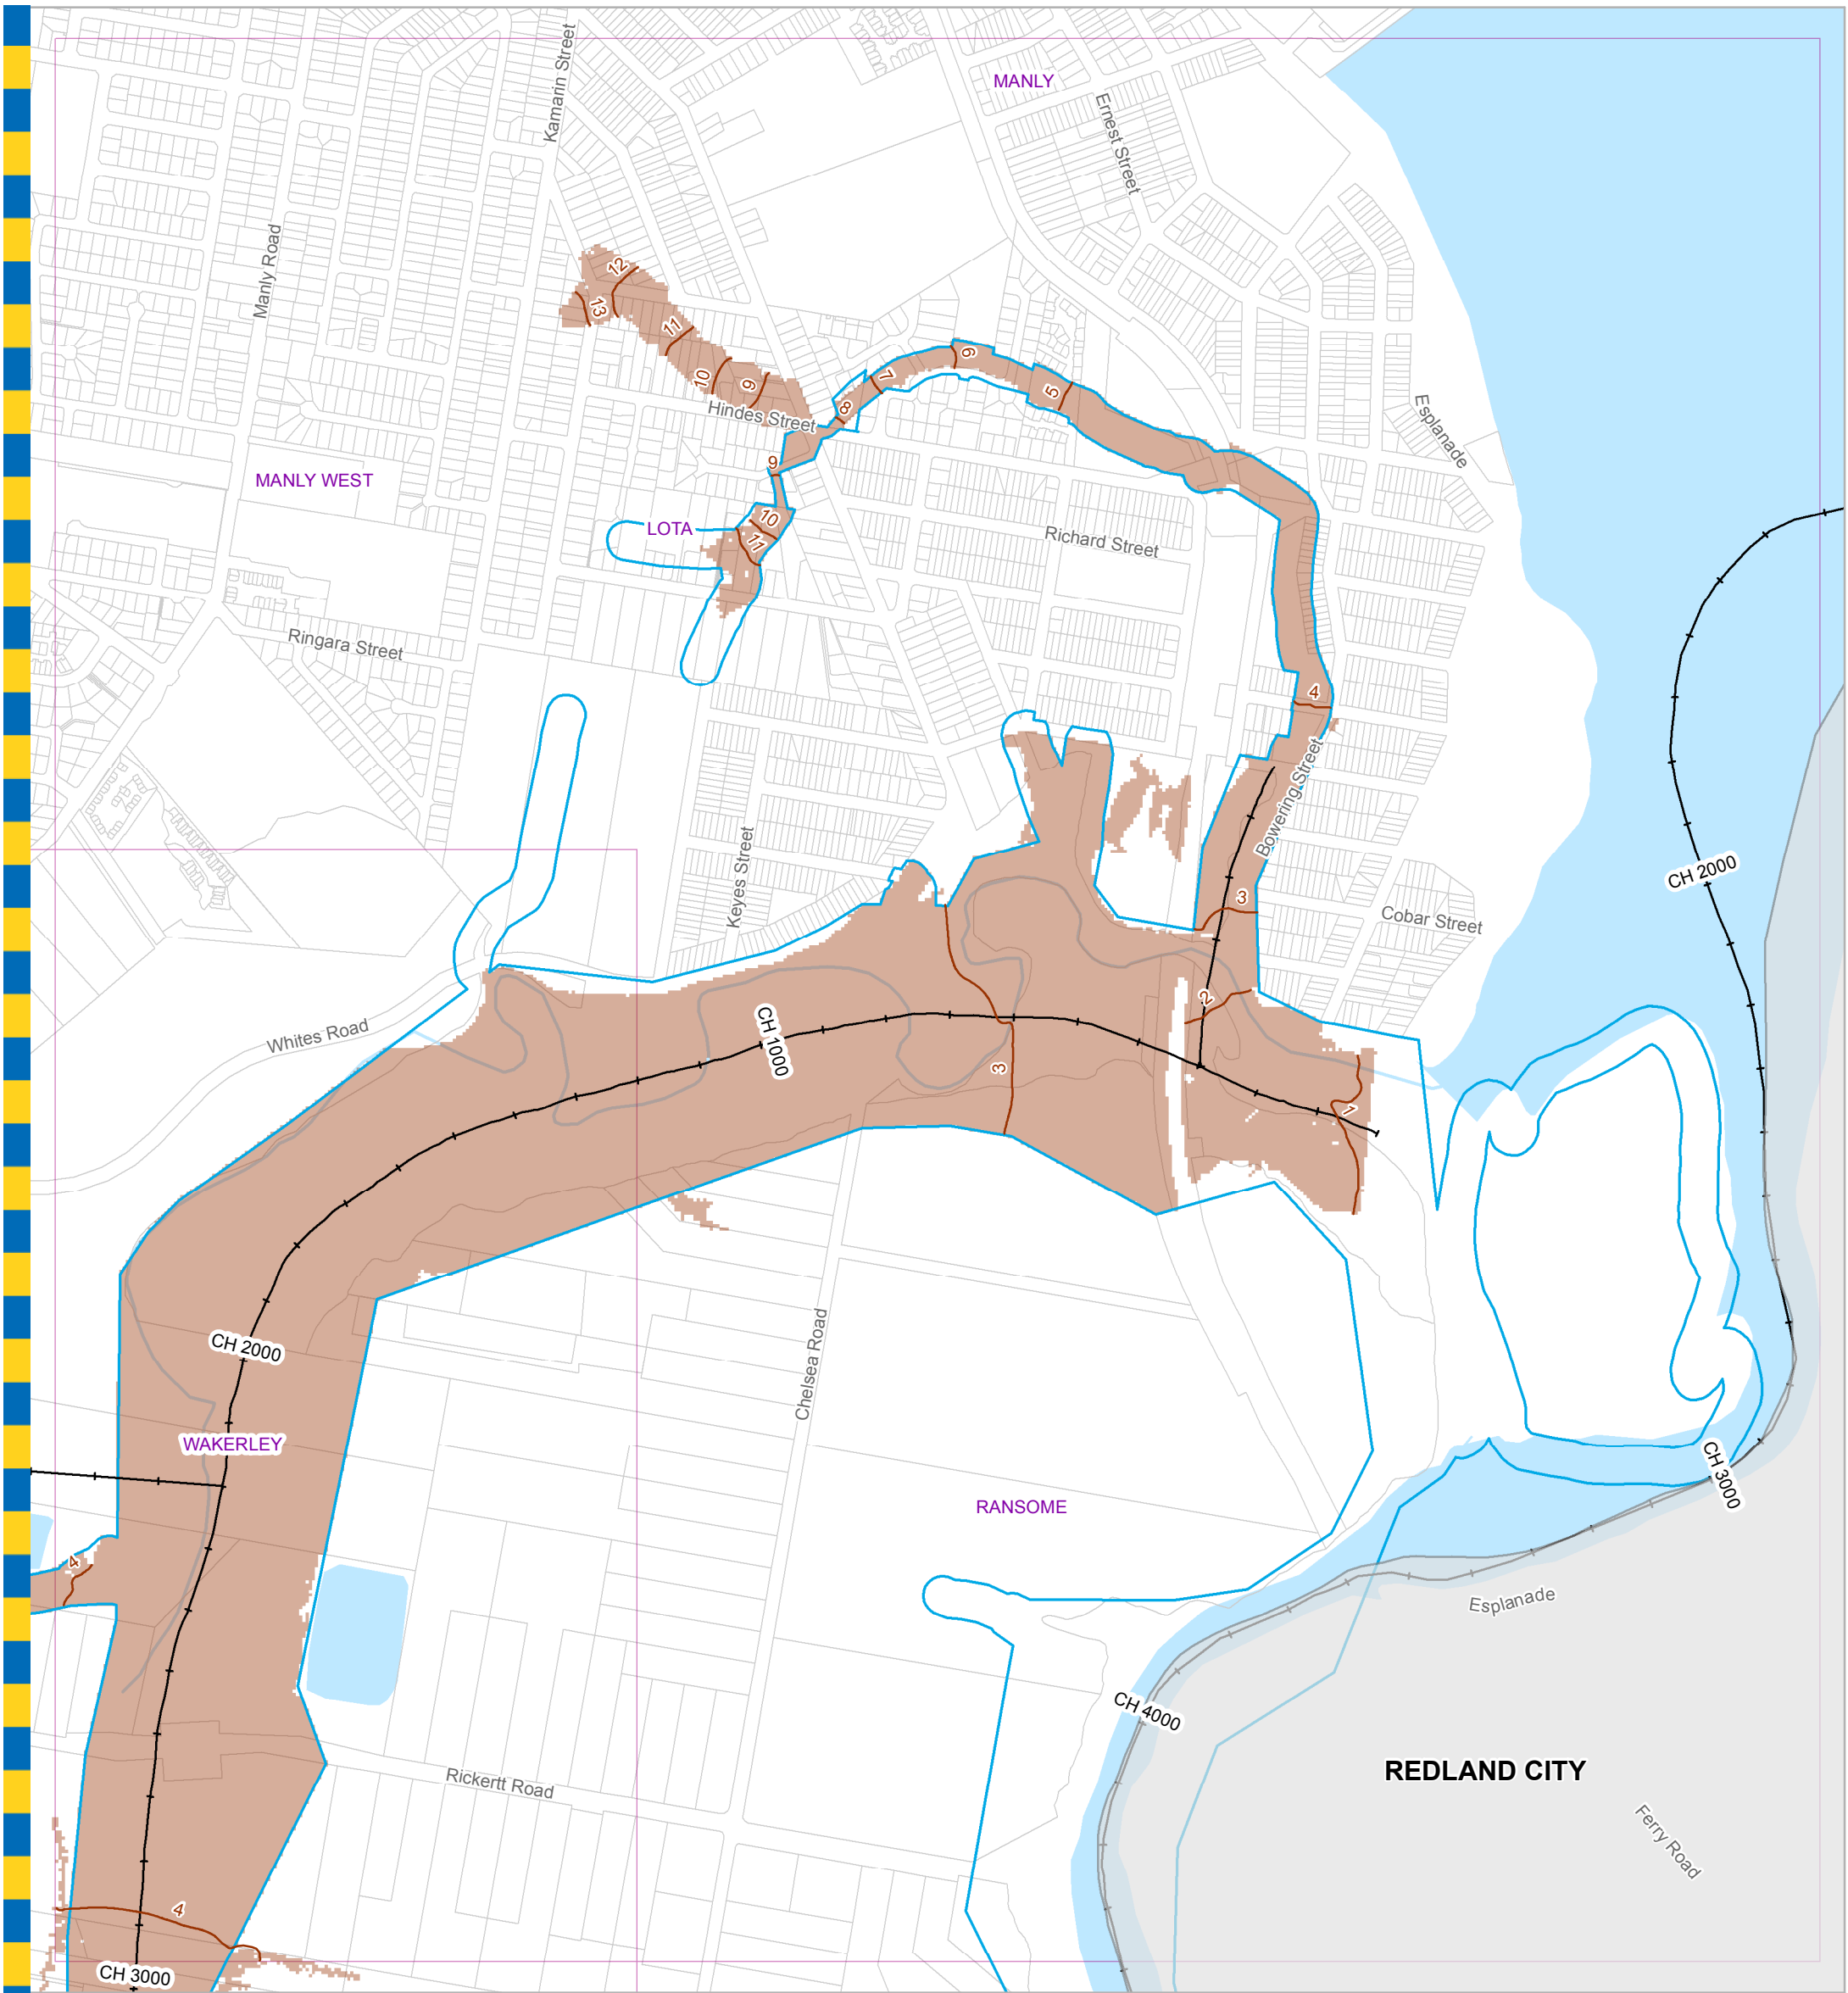 MANLY
Kamarin Street
Ernest Street
Manly Road
12
13
11
10
9
6
7
5
8
Hindes Street
Esplanade
9
MANLY WEST
LOTA
10
11
Richard Street
Ringara Street
4
Bowering Street
Keyes Street
CH 2000
3
Cobar Street
2
Whites Road
CH 1000
3
1
CH 2000
Chelsea Road
WAKERLEY
CH 3000
RANSOME
4
Esplanade
CH 4000
REDLAND CITY
Rickertt Road
Ferry Road
4
CH 3000